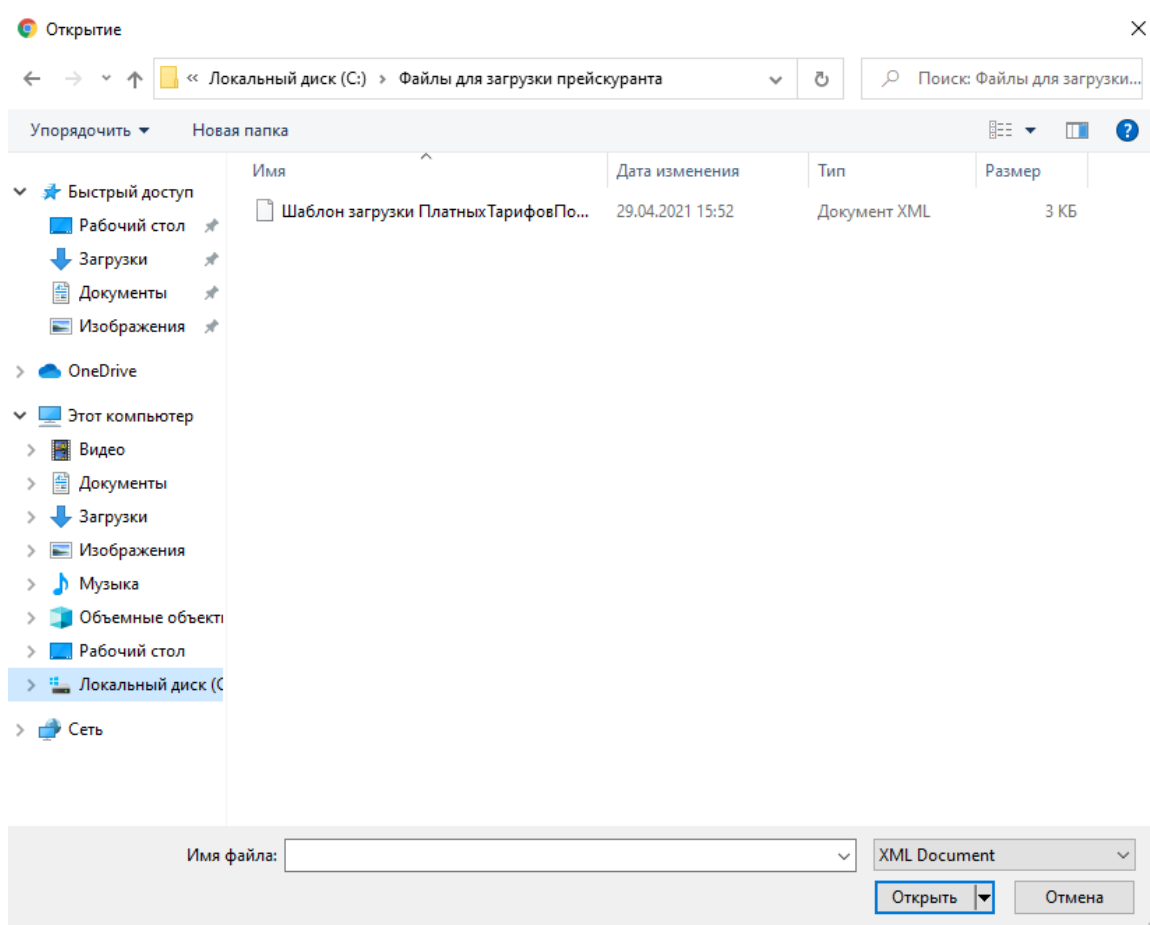 Открытие
« Локальный диск (C:) › Файлы для загрузки прейскуранта
Поиск: Файлы для загрузки...
Упорядочить
Новая папка
Имя
Дата изменения
Тип
Размер
Шаблон загрузки ПлатныхТарифовПо...
29.04.2021 15:52
Документ XML
3 КБ
Быстрый доступ
Рабочий стол
Загрузки
Документы
Изображения
OneDrive
Этот компьютер
Видео
Документы
Загрузки
Изображения
Музыка
Объемные объекты
Рабочий стол
Локальный диск (C
Сеть
Имя файла:
XML Document
Открыть
Отмена